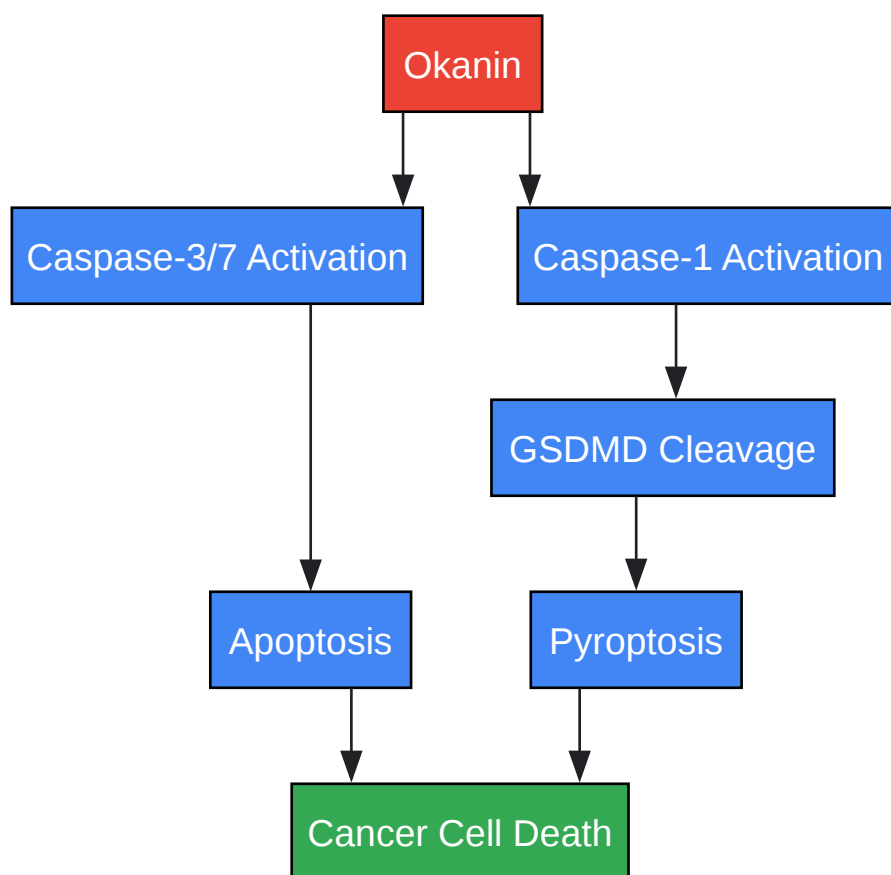 Okanin
Caspase-3/7 Activation
Caspase-1 Activation
GSDMD Cleavage
Apoptosis
Pyroptosis
Cancer Cell Death